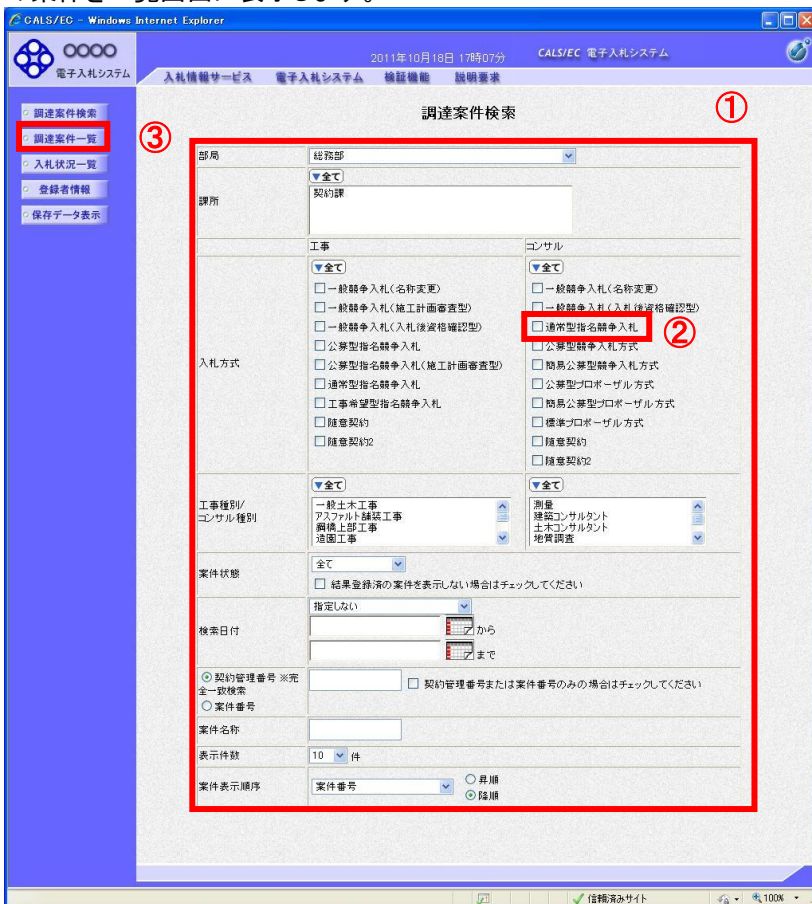 CALS/EC - Windows Internet Explorer
OOOO
電子入札システム
2011年10月18日 17時07分
CALS/EC 電子入札システム
入札情報サービス 電子入札システム 検証機能 説明要求
調達案件検索
調達案件一覧
入札状況一覧
登録者情報
保存データ表示
調達案件検索
①
③
部局 総務部
▼全て
課所 契約課
工事 コンサル
▼全て ▼全て
一般競争入札(名称変更) 一般競争入札(名称変更)
一般競争入札(施工計画審査型) 一般競争入札(入札後資格確認型)
一般競争入札(入札後資格確認型) 通常型指名競争入札 ②
公募型指名競争入札 公募型競争入札方式
入札方式 公募型指名競争入札(施工計画審査型) 簡易公募型競争入札方式
通常型指名競争入札 公募型プロポーザル方式
工事希望型指名競争入札 簡易公募型プロポーザル方式
随意契約 標準プロポーザル方式
随意契約2 随意契約
随意契約2
▼全て ▼全て
工事種別/
コンサル種別
一般土木工事 測量
アスファルト舗装工事 建築コンサルタント
鋼橋上部工事 土木コンサルタント
造園工事 地質調査
案件状態 全て
結果登録済の案件を表示しない場合はチェックしてください
検索日付 指定しない
から
まで
契約管理番号 ※完
全一致検索
案件番号
契約管理番号または案件番号のみの場合はチェックしてください
案件名称
表示件数 10 件
案件表示順序 案件番号 昇順
降順
信頼済みサイト 100%